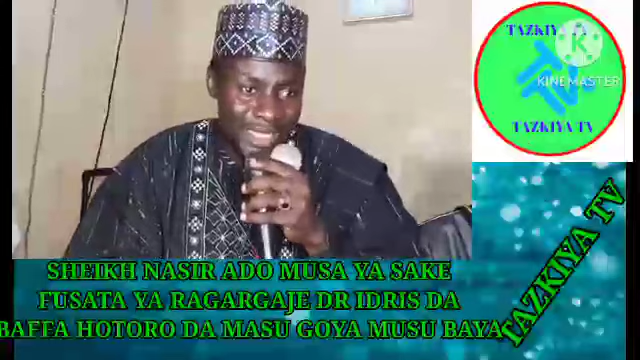 TAZKIYA TV
KINEMASTER
TAZKIYA TV
TAZKIYA TV
SHEIKH NASIR ADO MUSA YA SAKE
FUSATA YA RAGARGAJE DR IDRIS DA
BAFFA HOTORO DA MASU GOYA MUSU BAYA